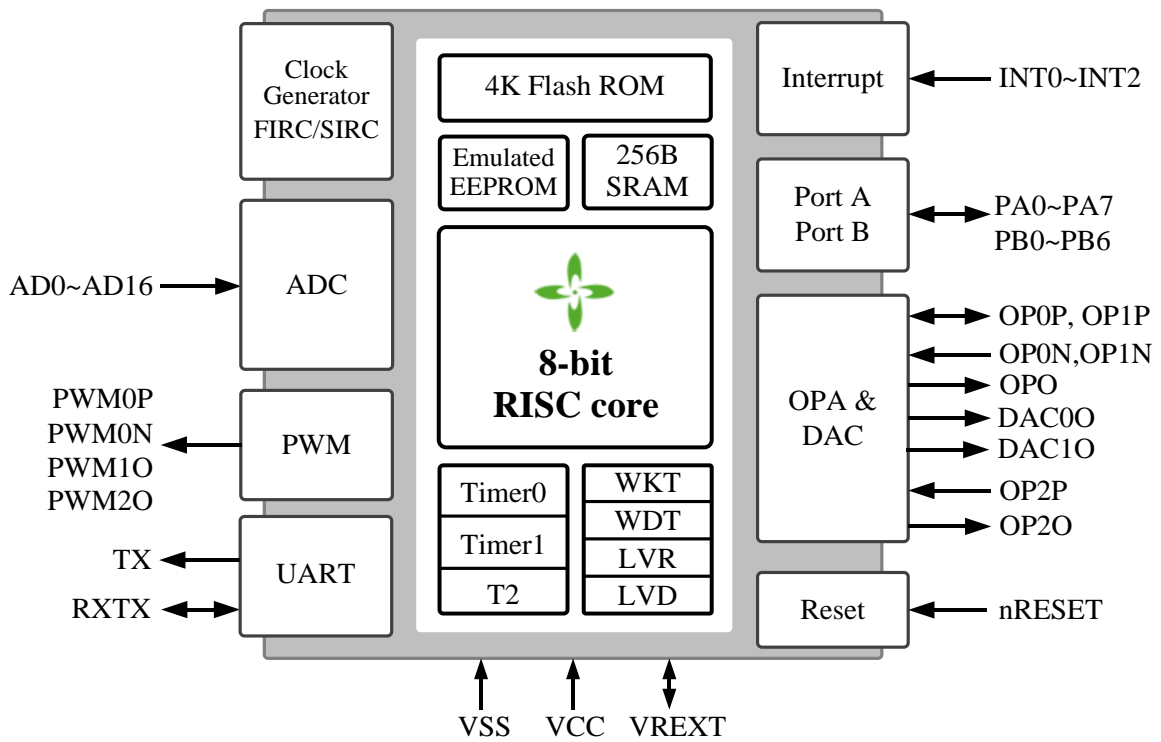 Clock
Generator
FIRC/SIRC
4K Flash ROM
Emulated
EEPROM
256B
SRAM
Interrupt
INT0~INT2
Port A
Port B
PA0~PA7
PB0~PB6
AD0~AD16
ADC
8-bit
RISC core
OPA &
DAC
OP0P, OP1P
OP0N,OP1N
OPO
DAC0O
DAC1O
OP2P
OP2O
PWM0P
PWM0N
PWM1O
PWM2O
PWM
Timer0
Timer1
T2
WKT
WDT
LVR
LVD
TX
RXTX
UART
Reset
nRESET
VSS
VCC
VREXT